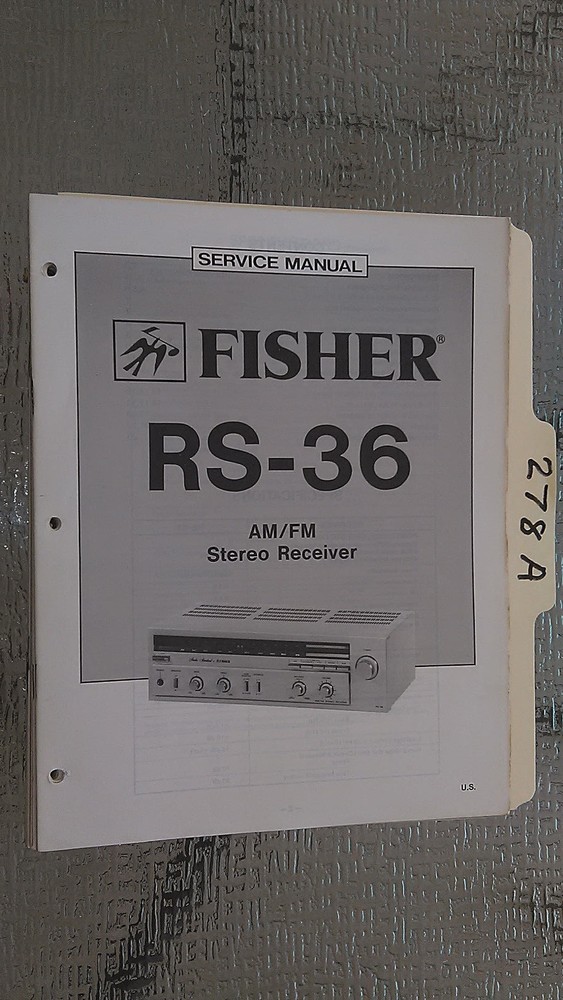 SERVICE MANUAL
FISHER®
RS-36
AM/FM
Stereo Receiver
U.S.
278A